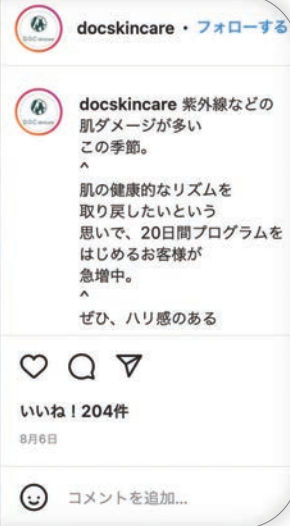 docskincare・フォローする
docskincare 紫外線などの
肌ダメージが多い
この季節。
^
肌の健康的なリズムを
取り戻したいという
思いで、20日間プログラムを
はじめるお客様が
急増中。
^
ぜひ、ハリ感のある
いいね！204件
8月6日
コメントを追加...